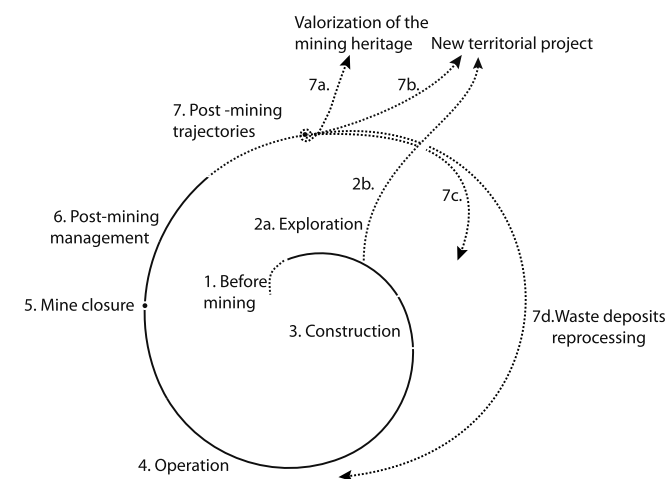 Valorization of the
mining heritage
New territorial project
7a.
7b.
7. Post -mining
trajectories
2b.
7c.
6. Post-mining
management
2a. Exploration
1. Before
mining
5. Mine closure
3. Construction
7d.Waste deposits
reprocessing
4. Operation